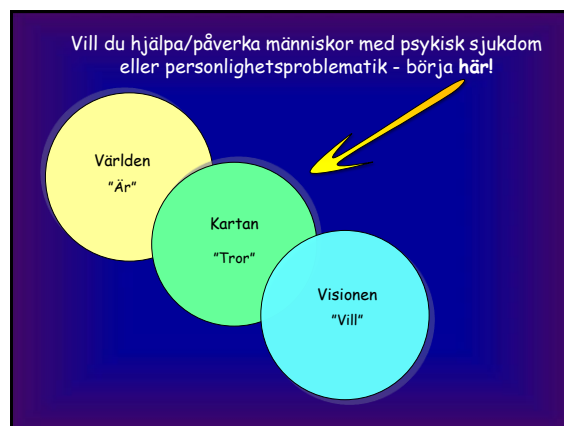 Vill du hjälpa/påverka människor med psykisk sjukdom
eller personlighetsproblematik - börja här!
Världen
”Är”
Kartan
”Tror”
Visionen
”Vill”